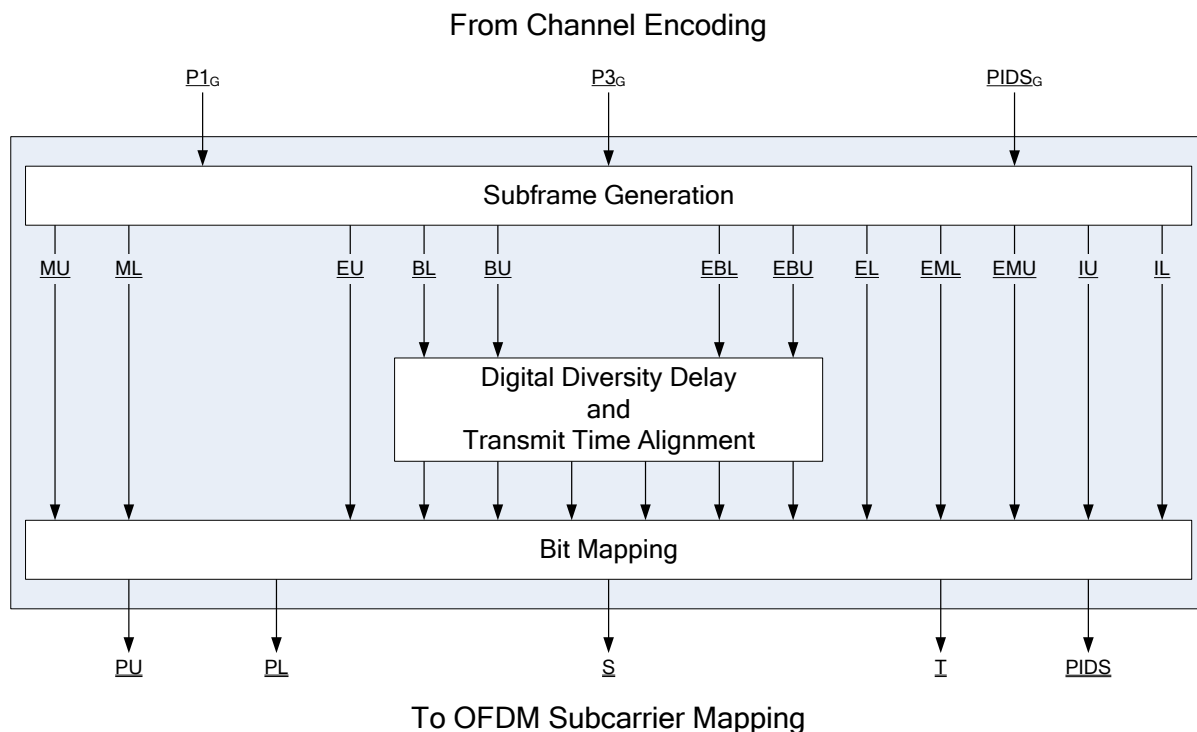 From Channel Encoding
P1G P3G PIDSG
Subframe Generation
MU ML EU BL BU EBL EBU EL EML EMU IU IL
Digital Diversity Delay
and
Transmit Time Alignment
Bit Mapping
PU PL S T PIDS
To OFDM Subcarrier Mapping